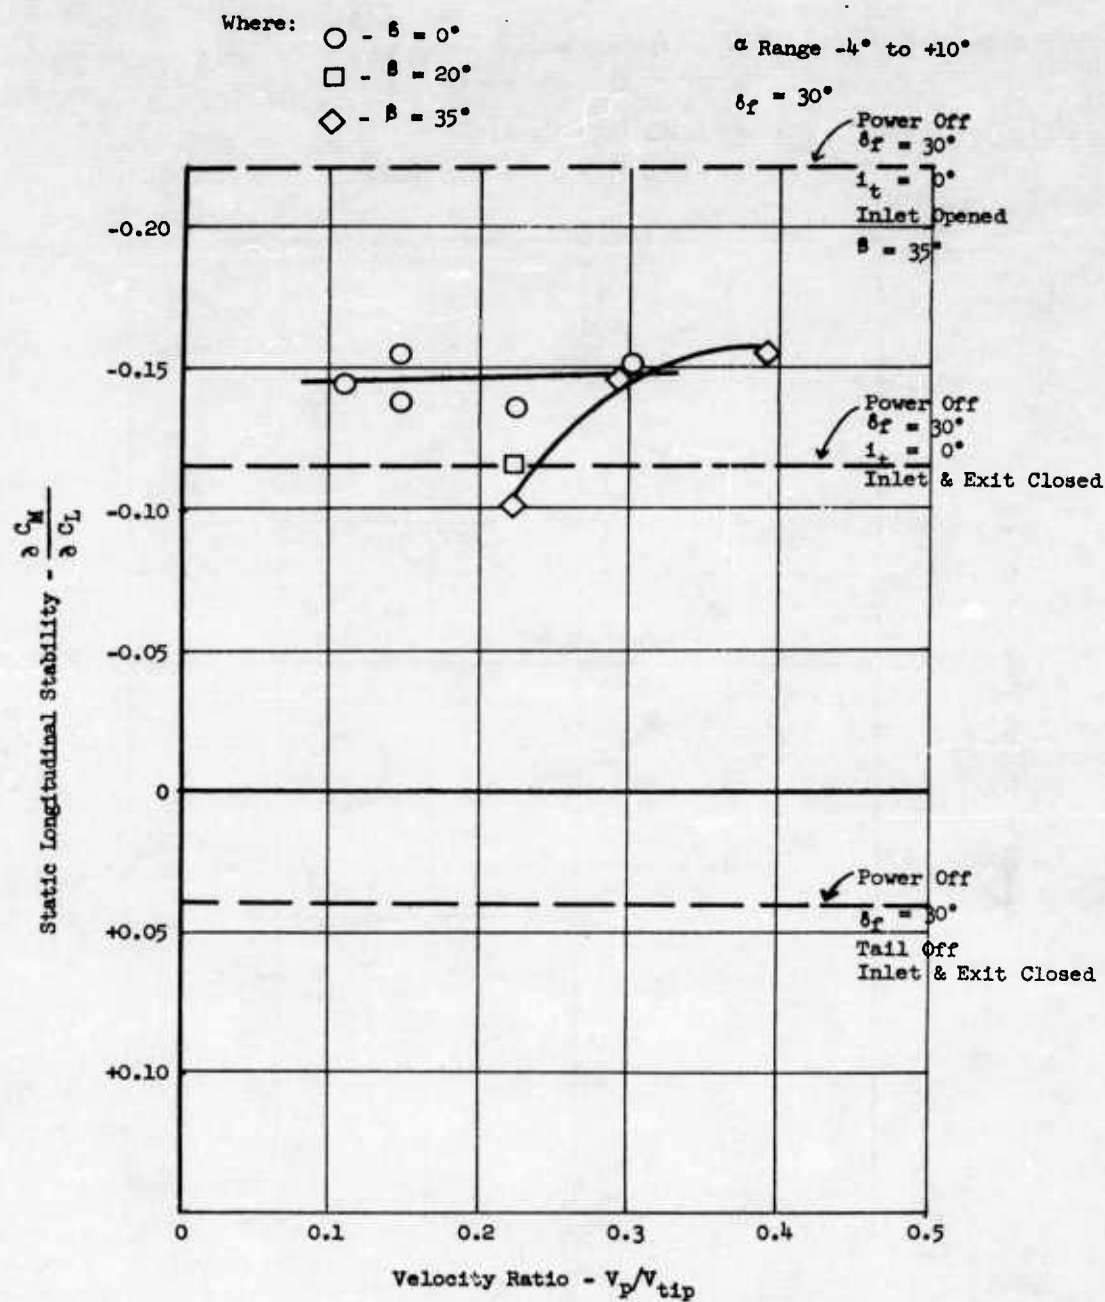 Where:
○ - β = 0°
□ - β = 20°
◇ - β = 35°
α Range -4° to +10°
δf = 30°
Power Off
δf = 30°
it = 0°
Inlet Opened
β = 35°
-0.20
-0.15
Power Off
δf = 30°
it = 0°
Inlet & Exit Closed
-0.10
-0.05
0
Power Off
δf = 30°
Tail Off
Inlet & Exit Closed
+0.05
+0.10
Static Longitudinal Stability - ∂ CM / ∂ CL
0 0.1 0.2 0.3 0.4 0.5
Velocity Ratio - Vp/Vtip